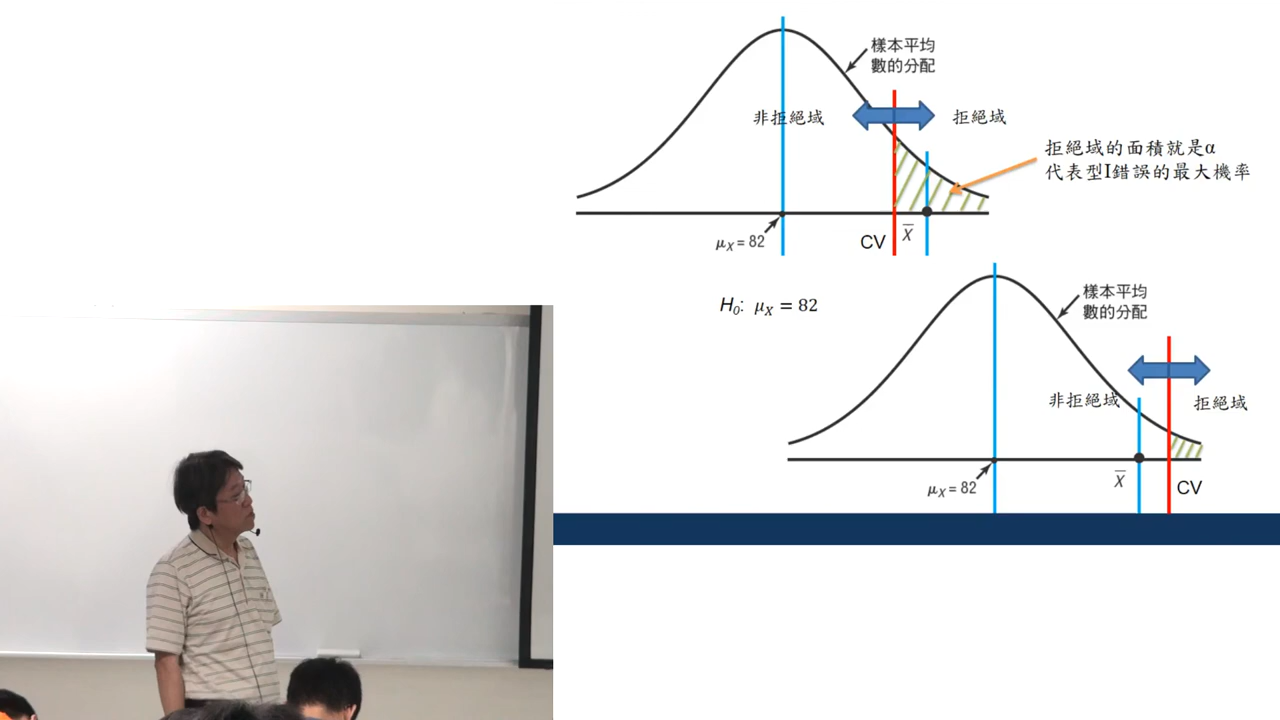 樣本平均
數的分配
非拒絕域
拒絕域
拒絕域的面積就是α
代表型I錯誤的最大機率
μX = 82
CV
X̄
H0: μX = 82
樣本平均
數的分配
非拒絕域
拒絕域
μX = 82
X̄
CV